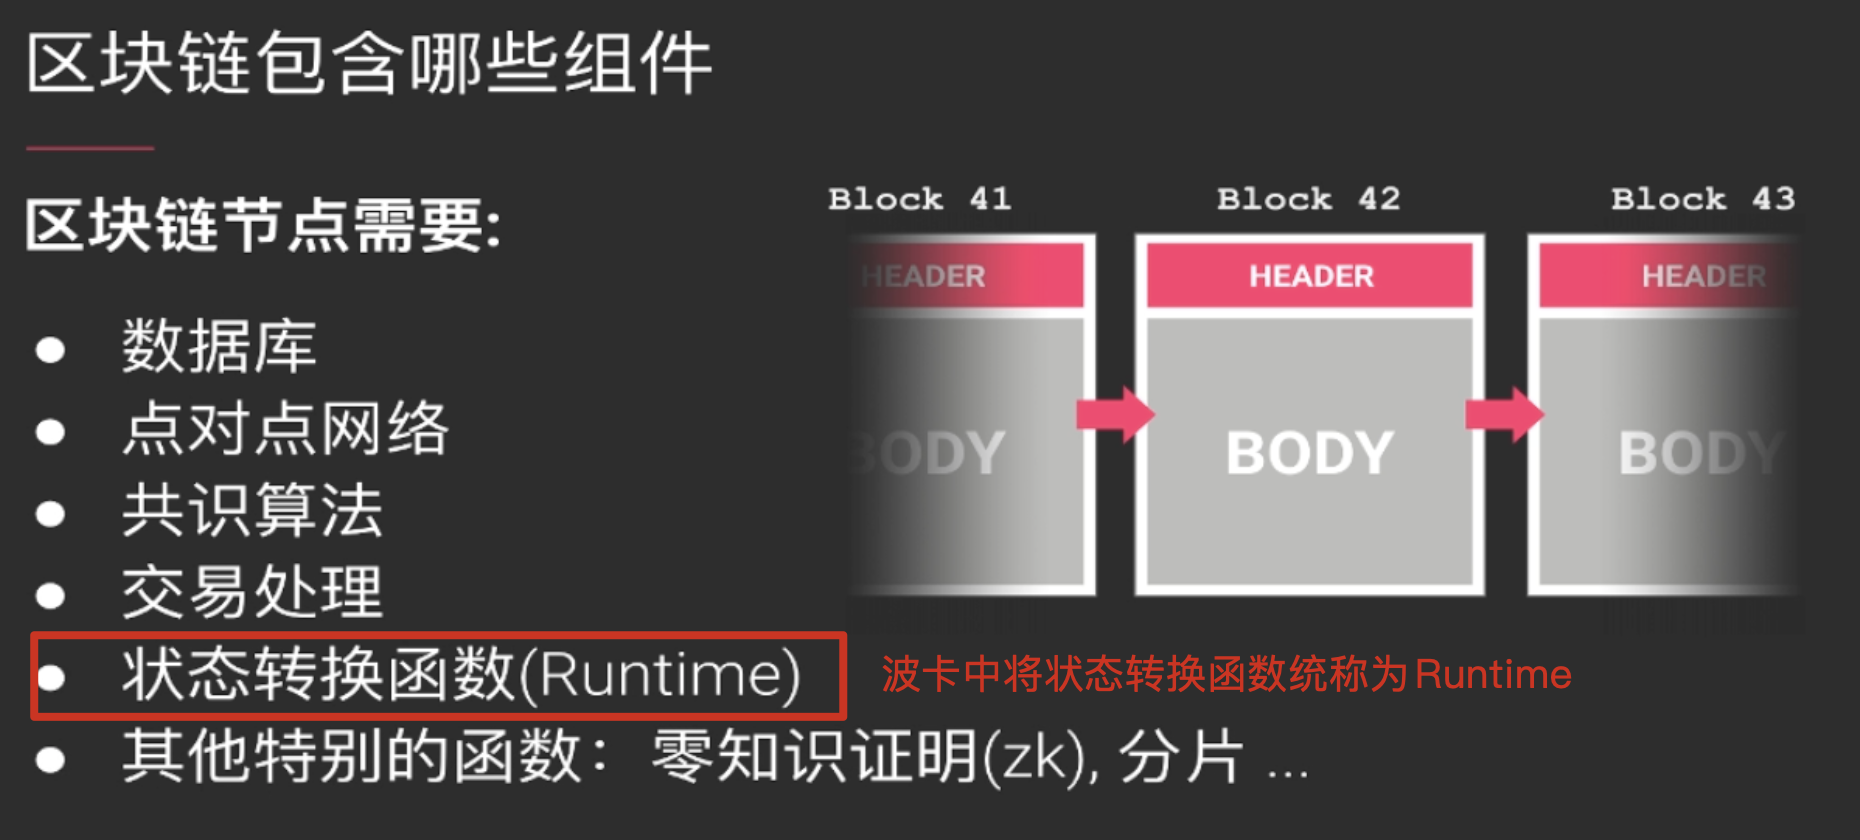 区块链包含哪些组件
区块链节点需要:
● 数据库
● 点对点网络
● 共识算法
● 交易处理
● 状态转换函数(Runtime)
● 其他特别的函数：零知识证明(zk), 分片 ...
Block 41
HEADER
BODY
Block 42
HEADER
BODY
Block 43
HEADER
BODY
波卡中将状态转换函数统称为Runtime